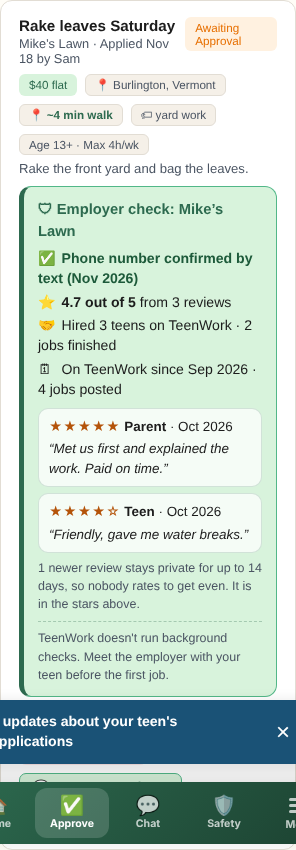 Rake leaves Saturday
Awaiting
Approval
Mike's Lawn · Applied Nov
18 by Sam
$40 flat
Burlington, Vermont
~4 min walk
yard work
Age 13+ · Max 4h/wk
Rake the front yard and bag the leaves.
Employer check: Mike's
Lawn
Phone number confirmed by
text (Nov 2026)
4.7 out of 5 from 3 reviews
Hired 3 teens on TeenWork · 2
jobs finished
On TeenWork since Sep 2026 ·
4 jobs posted
★★★★★ Parent · Oct 2026
“Met us first and explained the
work. Paid on time.”
★★★★☆ Teen · Oct 2026
“Friendly, gave me water breaks.”
1 newer review stays private for up to 14
days, so nobody rates to get even. It is
in the stars above.
TeenWork doesn't run background
checks. Meet the employer with your
teen before the first job.
updates about your teen's
pplications
✕
me
Approve
Chat
Safety
M